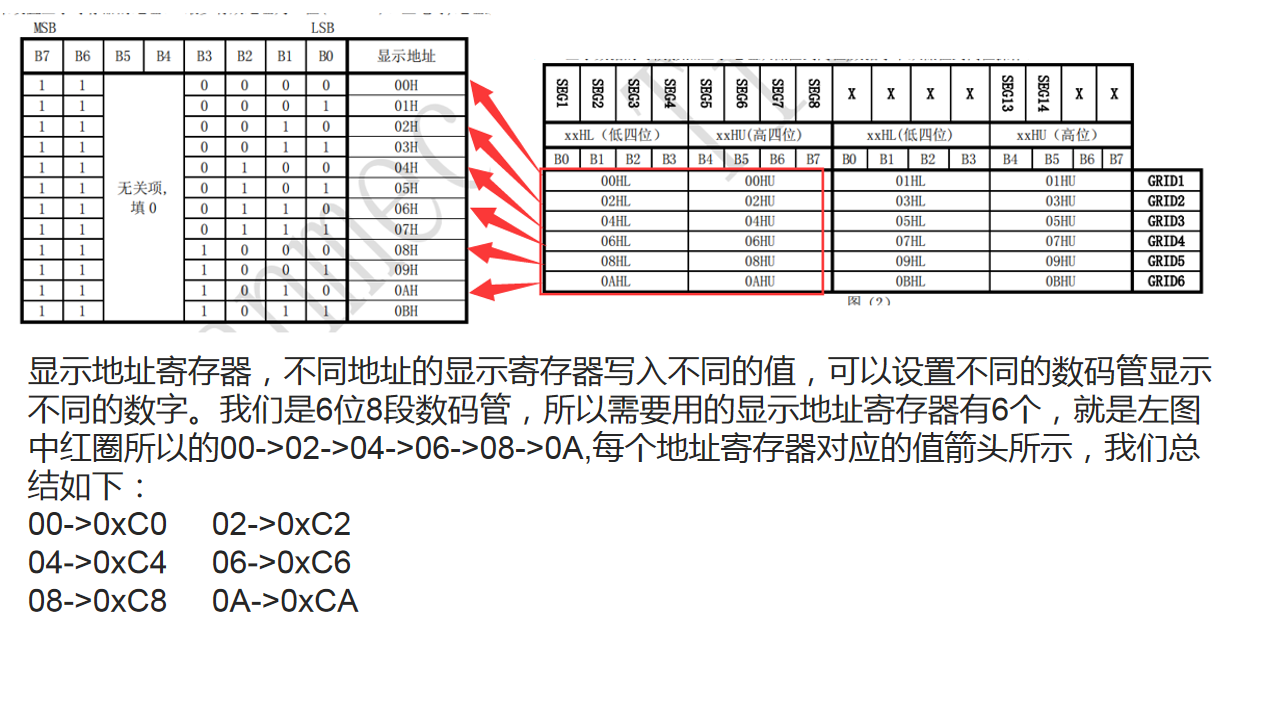 MSB LSB
B7 B6 B5 B4 B3 B2 B1 B0 显示地址
1 1 无关项,填0 0 0 0 0 00H
1 1 0 0 0 1 01H
1 1 0 0 1 0 02H
1 1 0 0 1 1 03H
1 1 0 1 0 0 04H
1 1 0 1 0 1 05H
1 1 0 1 1 0 06H
1 1 0 1 1 1 07H
1 1 1 0 0 0 08H
1 1 1 0 0 1 09H
1 1 1 0 1 0 0AH
1 1 1 0 1 1 0BH
SEG1 SEG2 SEG3 SEG4 SEG5 SEG6 SEG7 SEG8 X X X X SEG13 SEG14 X X
xxHL（低四位） xxHU(高四位) xxHL(低四位) xxHU（高位）
B0 B1 B2 B3 B4 B5 B6 B7 B0 B1 B2 B3 B4 B5 B6 B7
00HL 00HU 01HL 01HU GRID1
02HL 02HU 03HL 03HU GRID2
04HL 04HU 05HL 05HU GRID3
06HL 06HU 07HL 07HU GRID4
08HL 08HU 09HL 09HU GRID5
0AHL 0AHU 0BHL 0BHU GRID6
图（2）
显示地址寄存器，不同地址的显示寄存器写入不同的值，可以设置不同的数码管显示
不同的数字。我们是6位8段数码管，所以需要用的显示地址寄存器有6个，就是左图
中红圈所以的00->02->04->06->08->0A,每个地址寄存器对应的值箭头所示，我们总
结如下：
00->0xC0 02->0xC2
04->0xC4 06->0xC6
08->0xC8 0A->0xCA